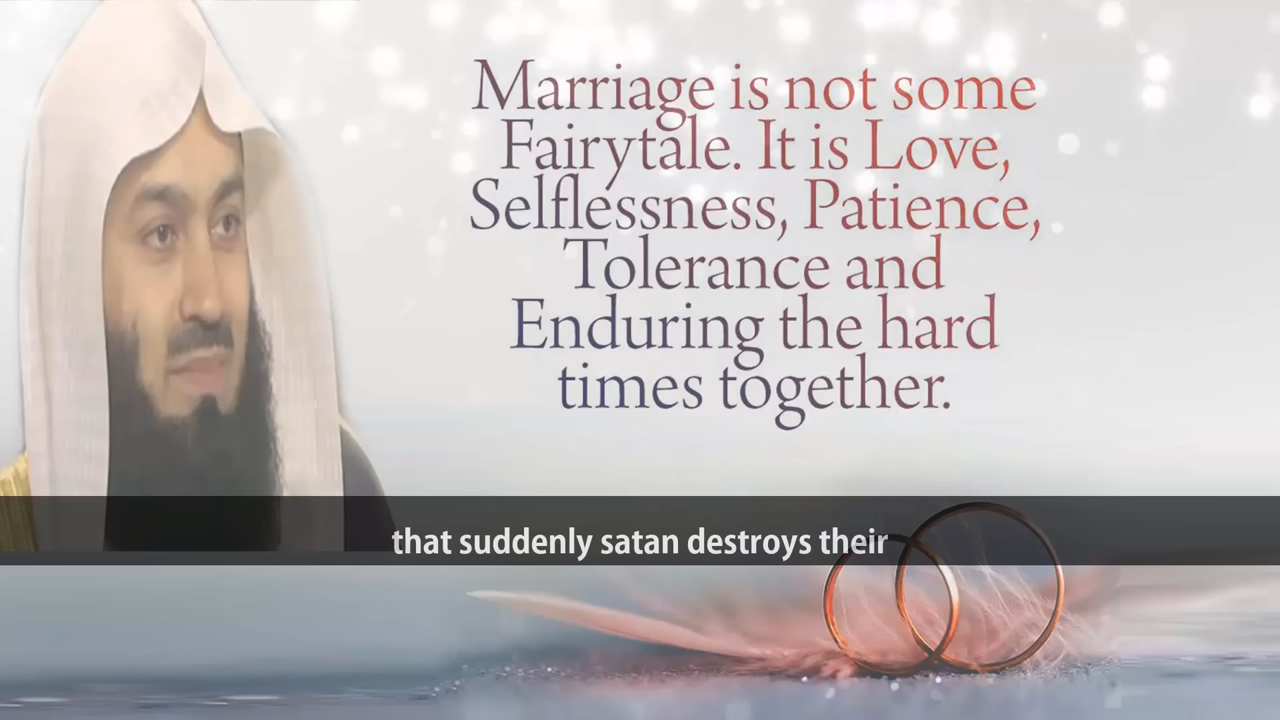 Marriage is not some
Fairytale. It is Love,
Selflessness, Patience,
Tolerance and
Enduring the hard
times together.
that suddenly satan destroys their